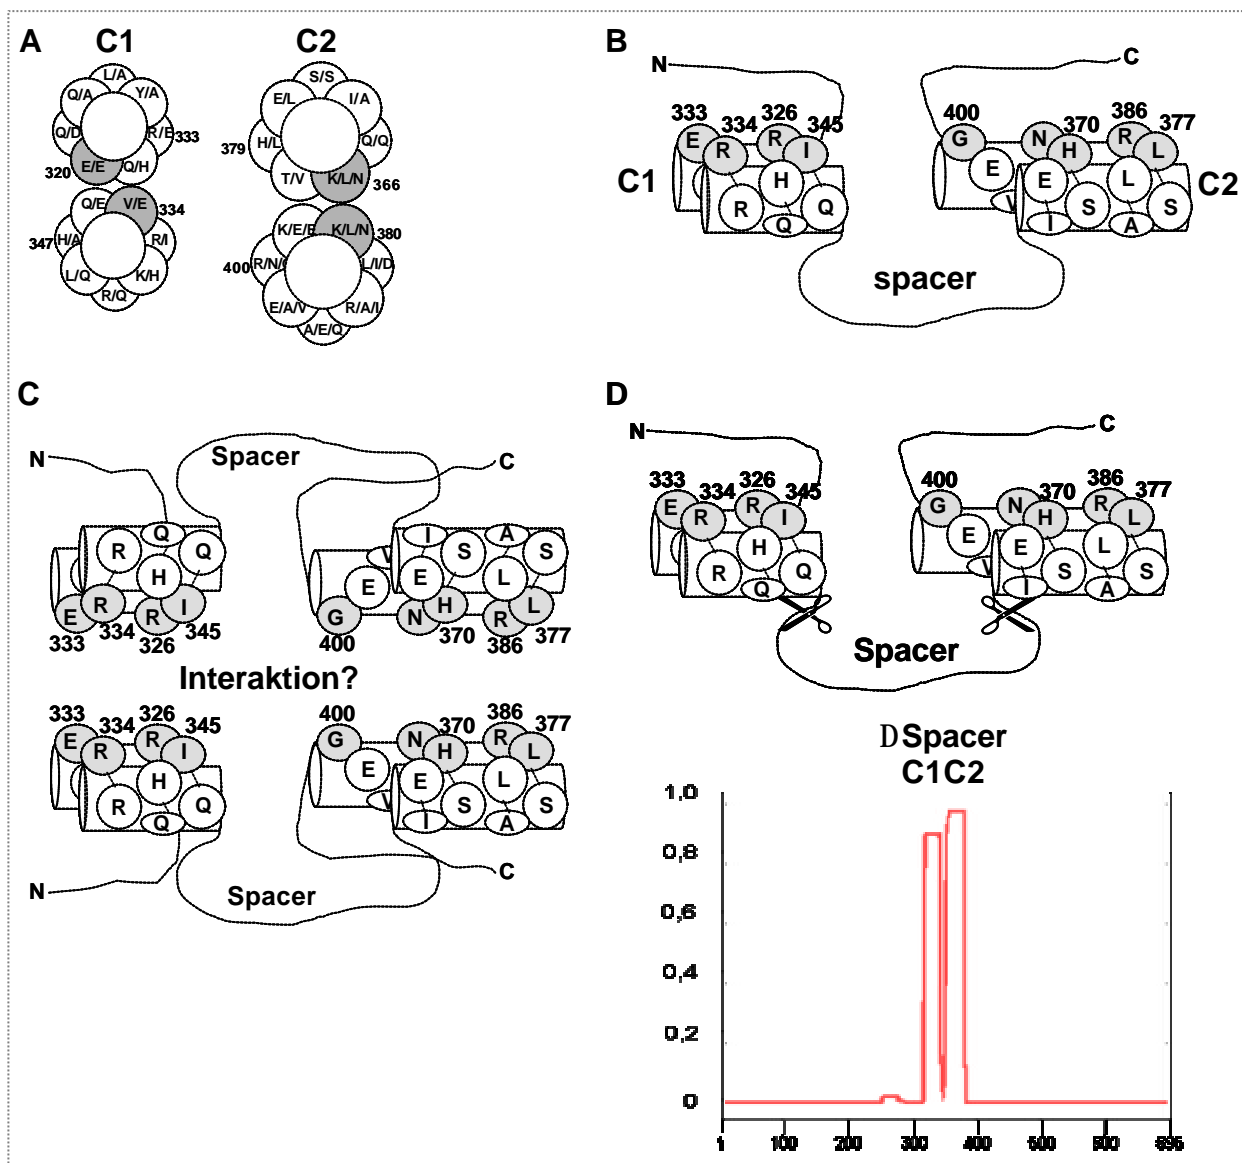 A
C1
C2
L/A
Q/A
Y/A
Q/D
R/E
333
E/E
Q/H
320
Q/E
V/E
334
347
H/A
R/I
L/Q
K/H
R/Q
S/S
E/L
I/A
H/L
Q/Q
379
T/V
K/L/N
366
K/E/E
K/L/N
380
400
R/N/
L/I/D
E/A/V
R/A/I
A/E/Q
B
N
C
333
334
326
345
E
R
R
I
C1
H
R
Q
Q
400
370
386
377
G
N
H
R
L
E
E
L
C2
V
S
S
I
A
spacer
C
N
Spacer
C
Q
R
Q
H
E
R
R
I
333
334
326
345
I
A
V
S
S
E
E
L
G
N
H
R
L
400
370
386
377
Interaktion?
333
334
326
345
E
R
R
I
H
R
Q
Q
400
370
386
377
G
N
H
R
L
E
E
L
V
S
S
I
A
N
Spacer
C
D
N
C
333
334
326
345
E
R
R
I
H
R
Q
Q
400
370
386
377
G
N
H
R
L
E
E
L
V
S
S
I
A
Spacer
D Spacer
C1C2
1,0
0,8
0,6
0,4
0,2
0
1 100 200 300 400 500 600 695